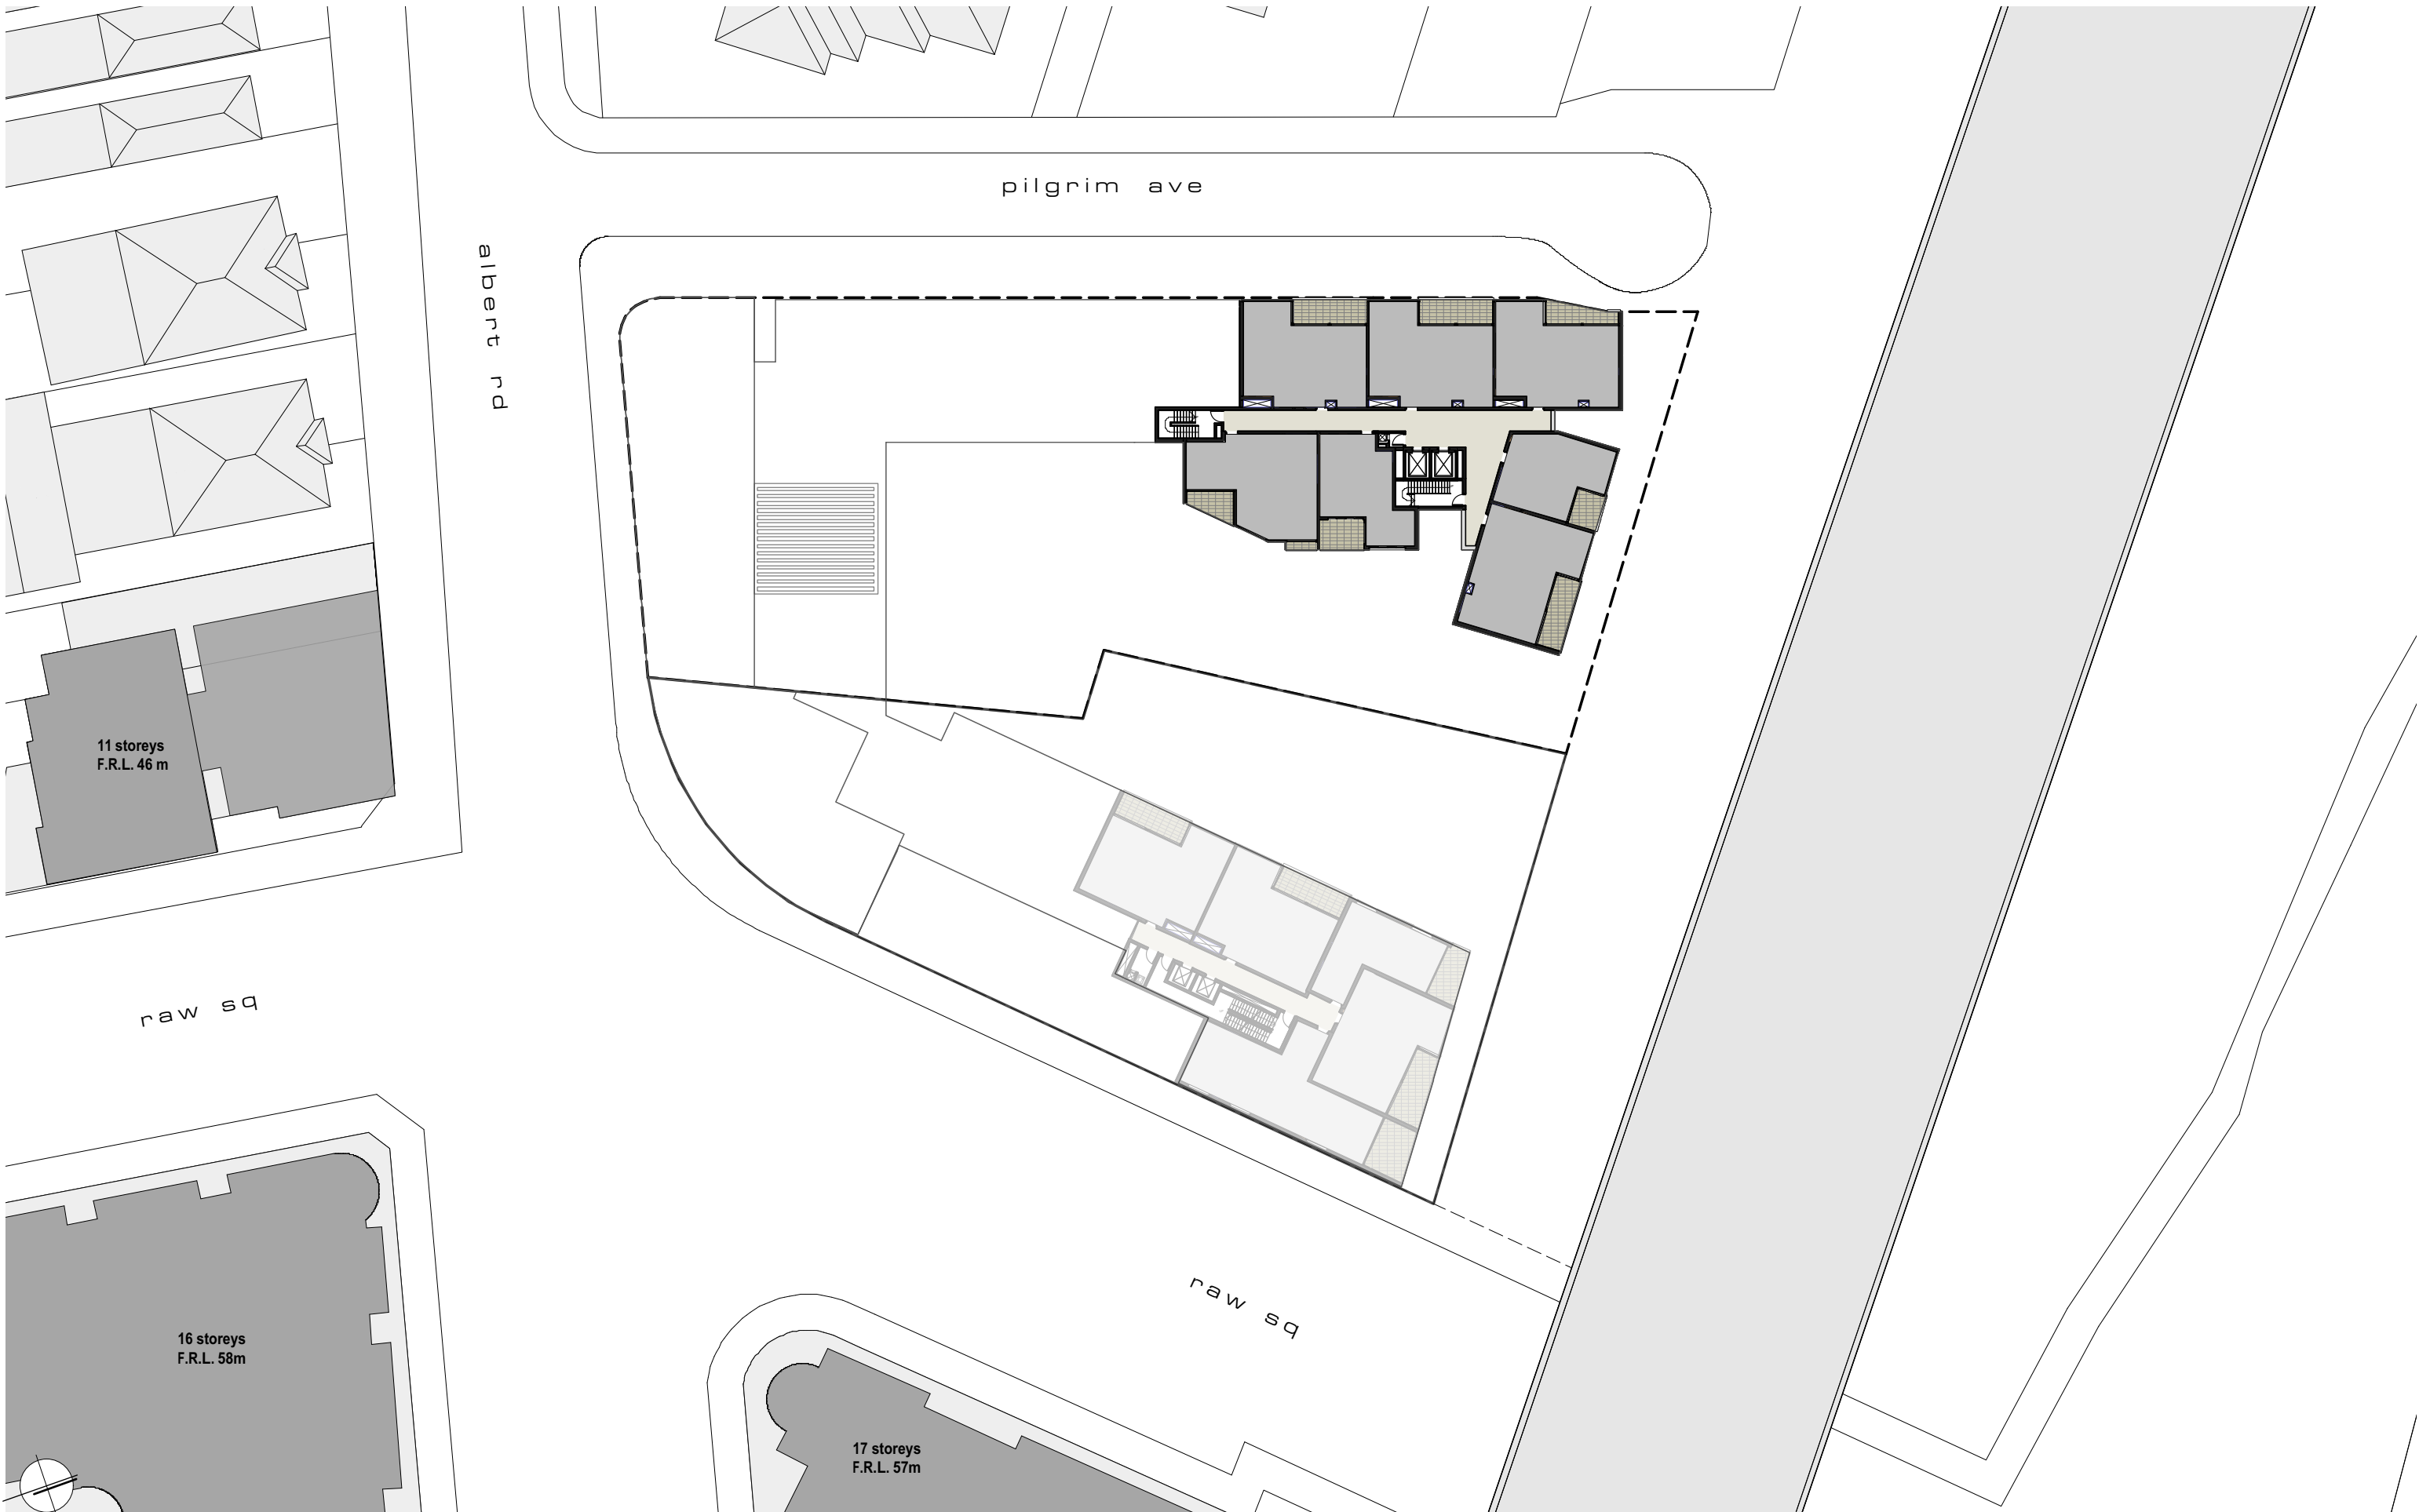 pilgrim ave
albert rd
11 storeys
F.R.L. 46 m
raw sq
raw sq
16 storeys
F.R.L. 58m
17 storeys
F.R.L. 57m